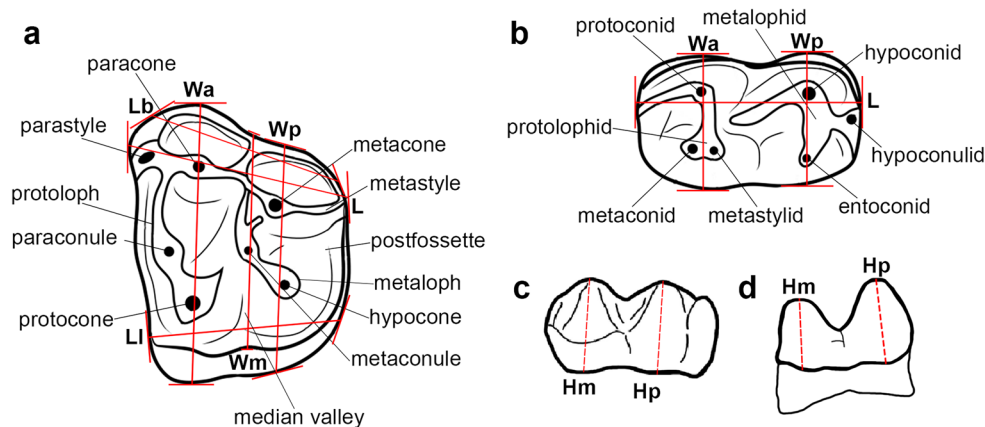 a
paracone
Wa
Lb
Wp
parastyle
metacone
metastyle
protoloph
L
paraconule
postfossette
metaloph
protocone
hypocone
Ll
Wm
metaconule
median valley
b
protoconid
metalophid
Wa
Wp
hypoconid
L
protolophid
hypoconulid
metaconid
metastylid
entoconid
c
Hm
Hp
d
Hm
Hp